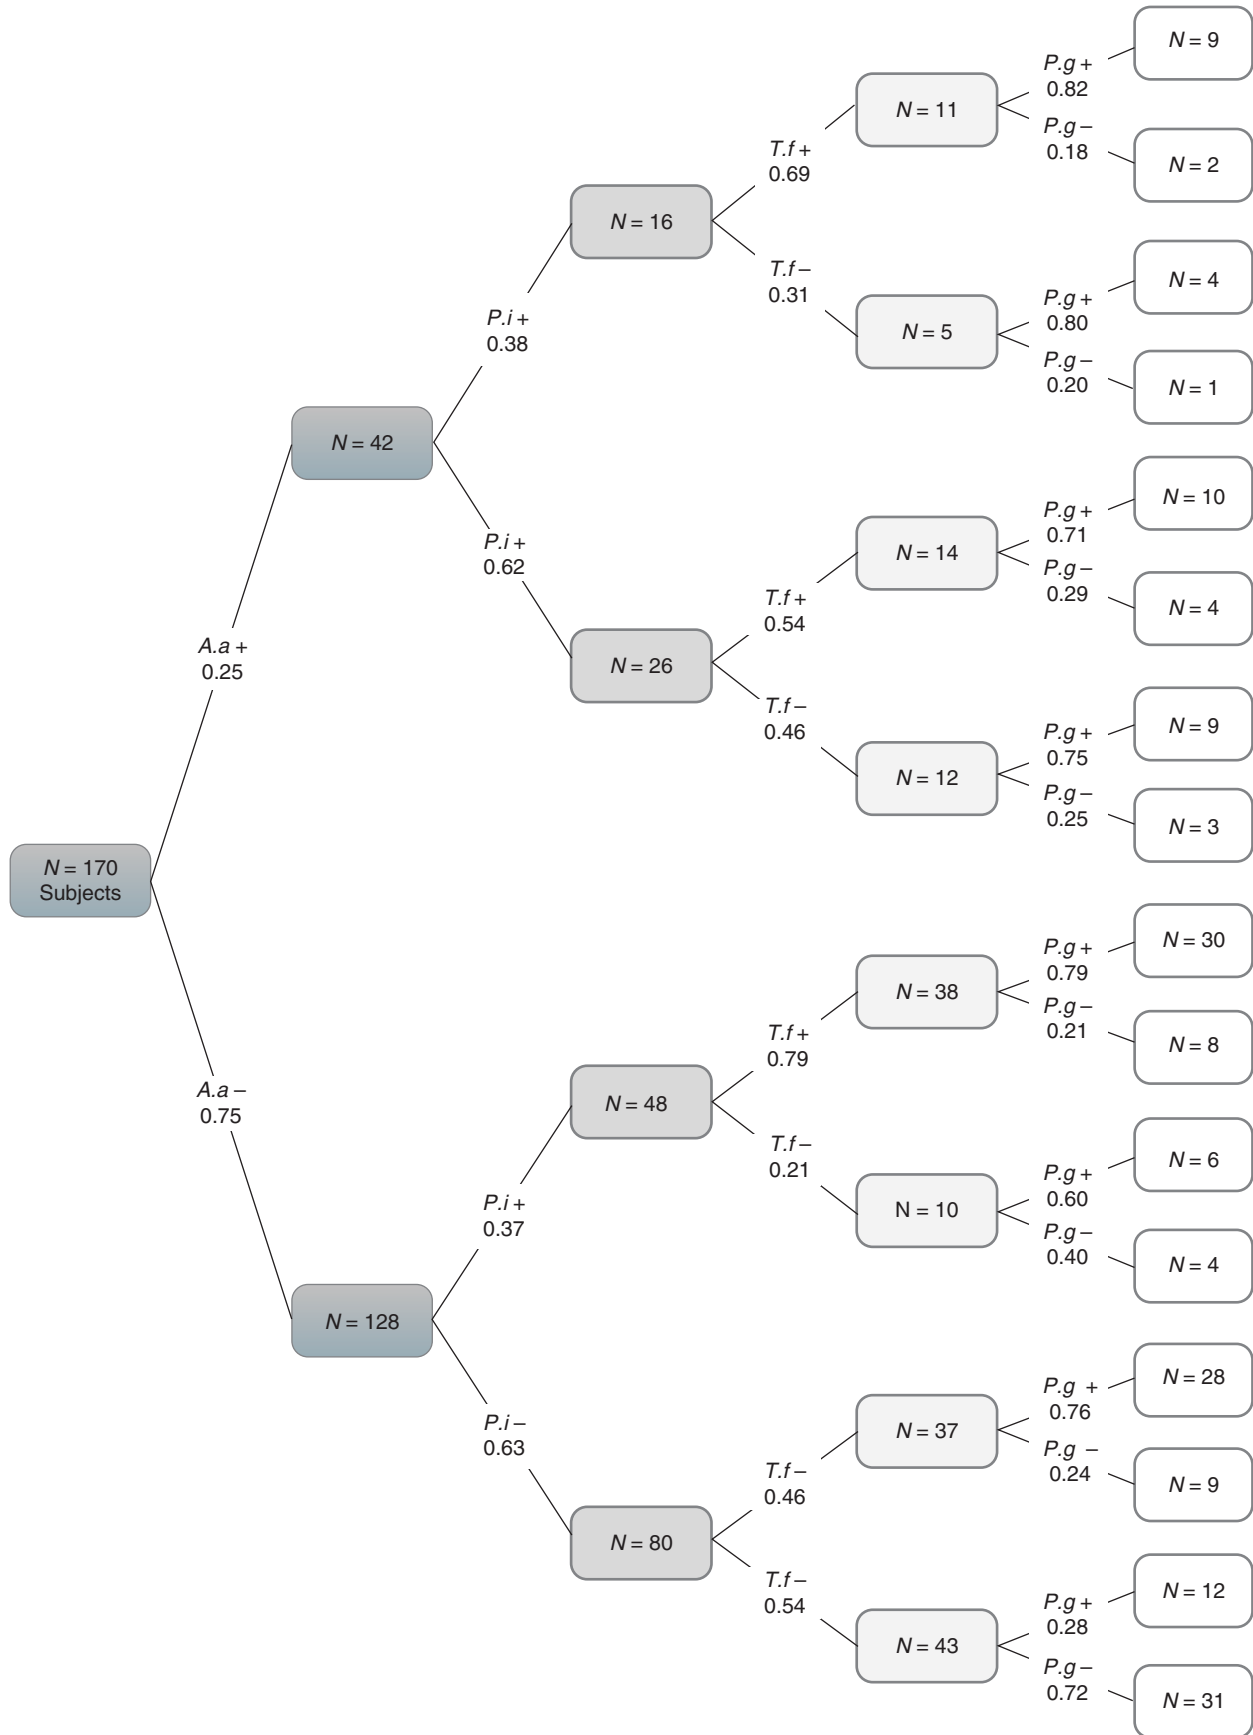 N = 170
Subjects
A.a +
0.25
A.a –
0.75
N = 42
N = 128
P.i +
0.38
P.i +
0.62
P.i +
0.37
P.i –
0.63
N = 16
N = 26
N = 48
N = 80
T.f +
0.69
T.f –
0.31
T.f +
0.54
T.f –
0.46
T.f +
0.79
T.f –
0.21
T.f –
0.46
T.f –
0.54
N = 11
N = 5
N = 14
N = 12
N = 38
N = 10
N = 37
N = 43
P.g +
0.82
P.g –
0.18
P.g +
0.80
P.g –
0.20
P.g +
0.71
P.g –
0.29
P.g +
0.75
P.g –
0.25
P.g +
0.79
P.g –
0.21
P.g +
0.60
P.g –
0.40
P.g +
0.76
P.g –
0.24
P.g +
0.28
P.g –
0.72
N = 9
N = 2
N = 4
N = 1
N = 10
N = 4
N = 9
N = 3
N = 30
N = 8
N = 6
N = 4
N = 28
N = 9
N = 12
N = 31